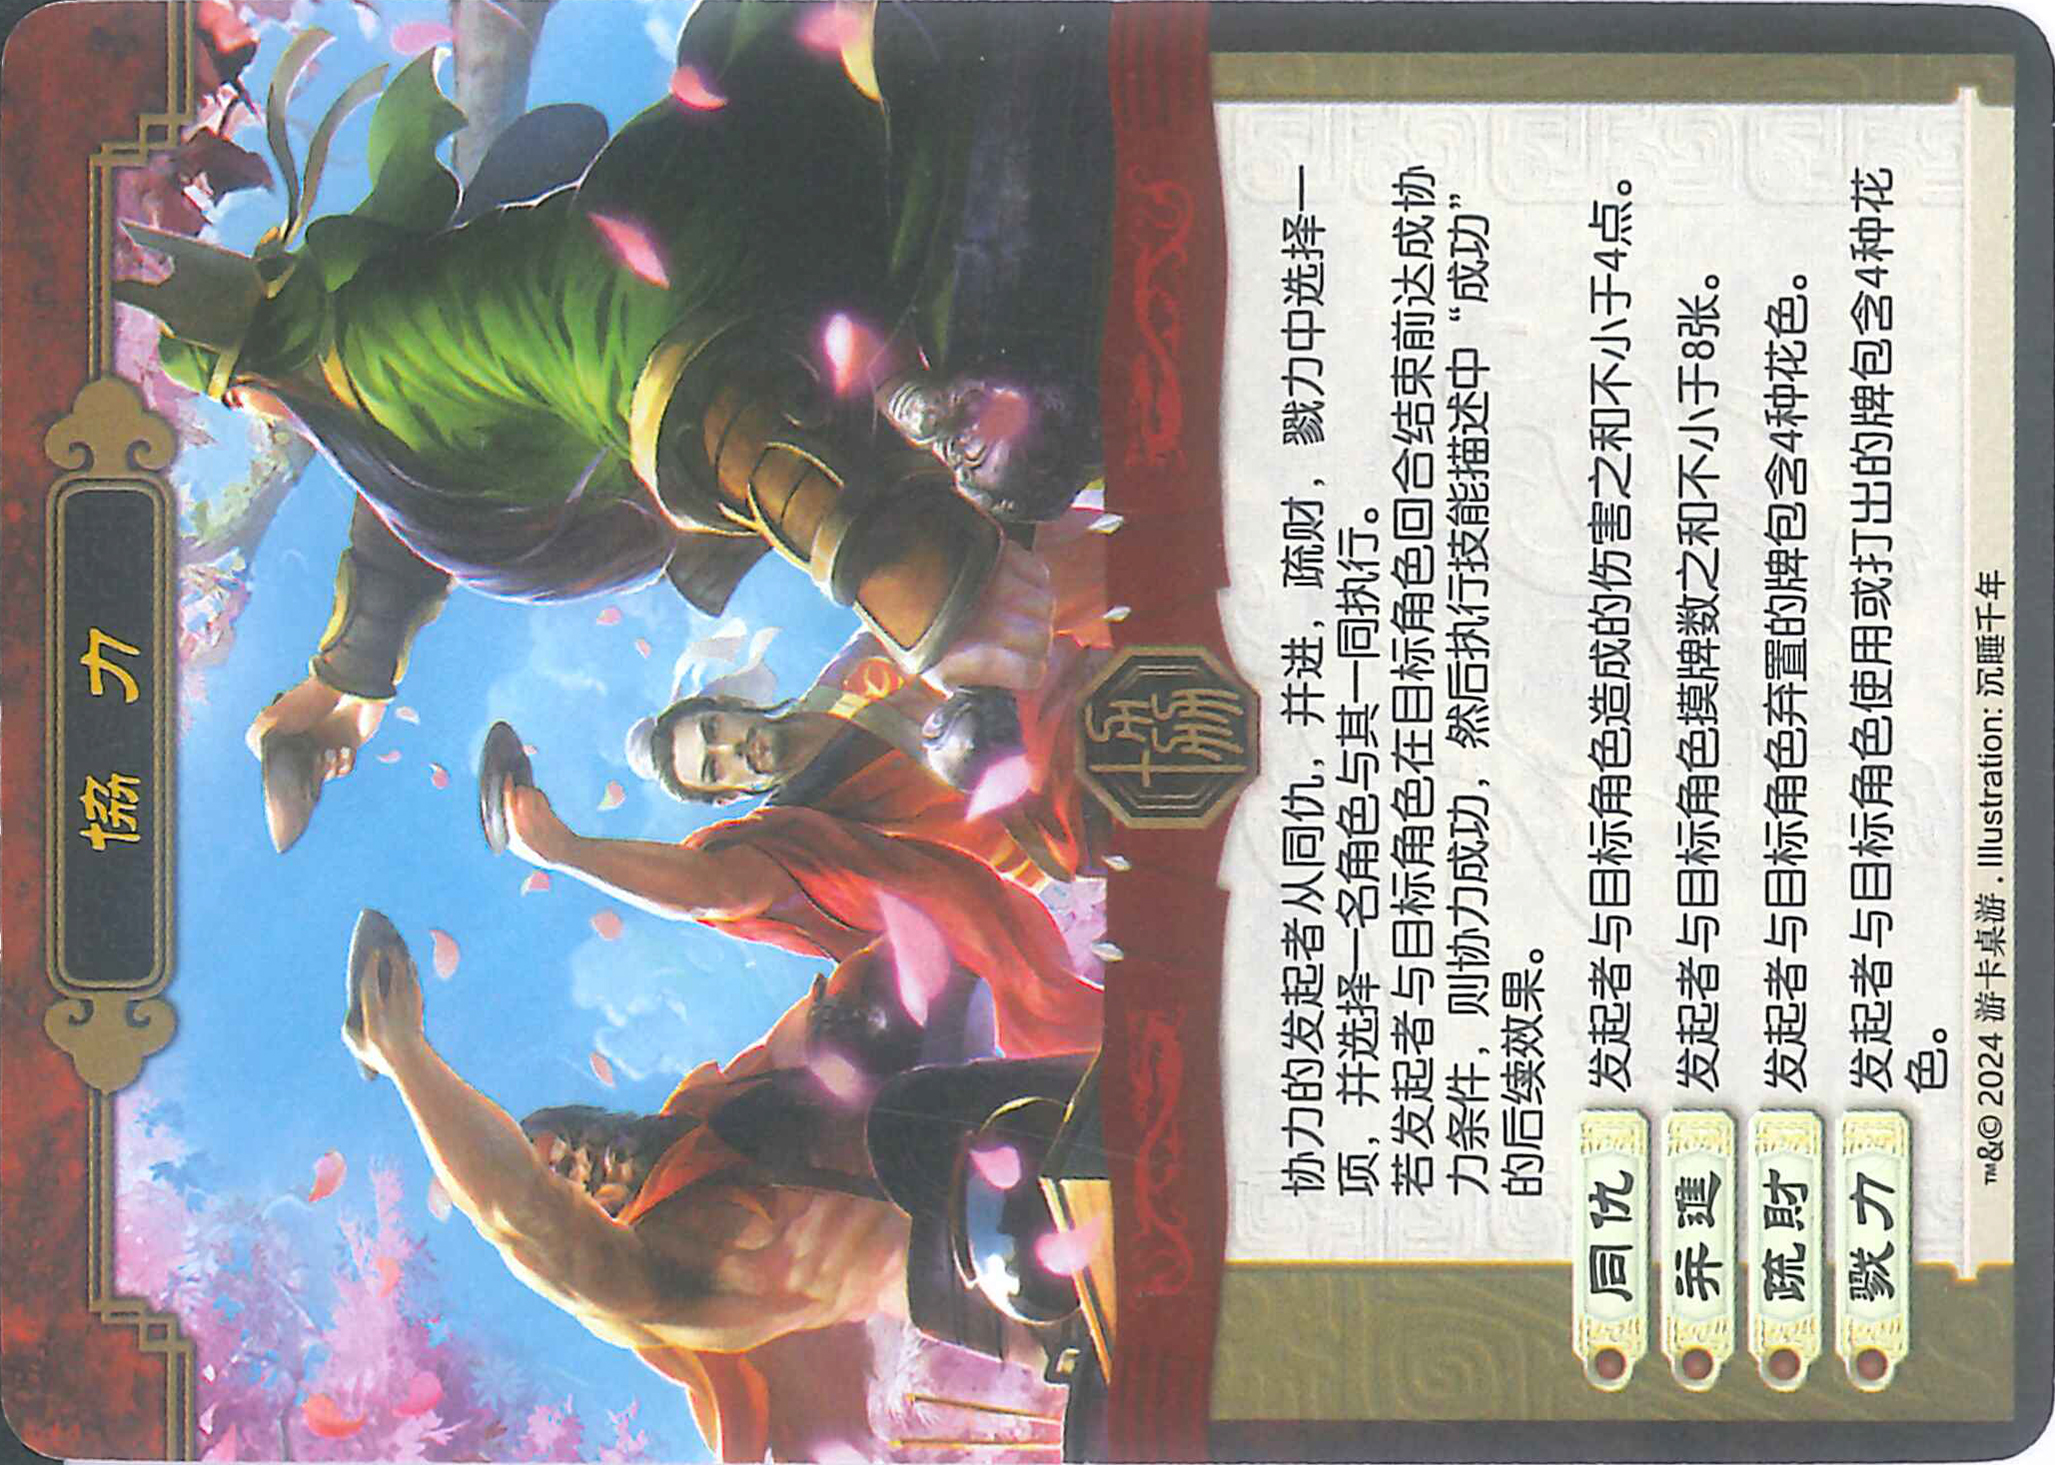 協力
協
协力的发起者从同仇，并进，疏财，戮力中选择一
项，并选择一名角色与其一同执行。
若发起者与目标角色在目标角色回合结束前达成协
力条件，则协力成功，然后执行技能描述中“成功”
的后续效果。
同仇 发起者与目标角色造成的伤害之和不小于4点。
并進 发起者与目标角色摸牌数之和不小于8张。
疏財 发起者与目标角色弃置的牌包含4种花色。
戮力 发起者与目标角色使用或打出的牌包含4种花
色。
™&© 2024 游卡桌游 . Illustration: 沉睡千年